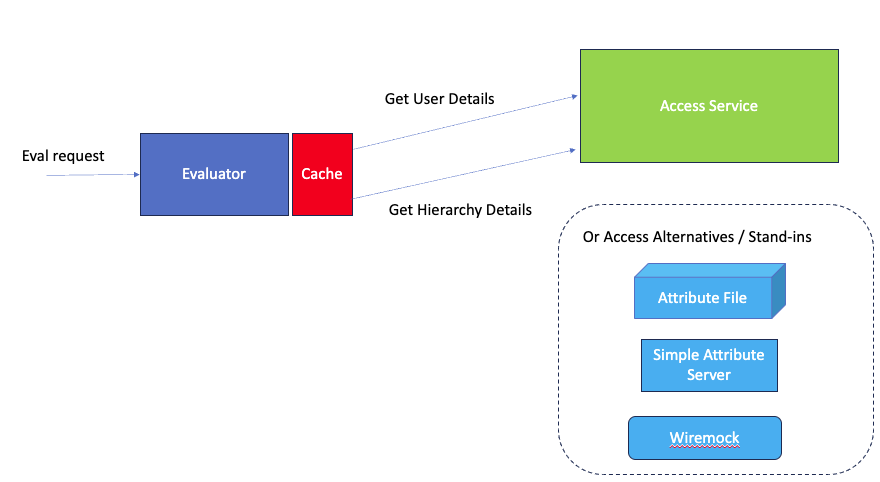 Eval request
Evaluator
Cache
Get User Details
Get Hierarchy Details
Access Service
Or Access Alternatives / Stand-ins
Attribute File
Simple Attribute
Server
Wiremock